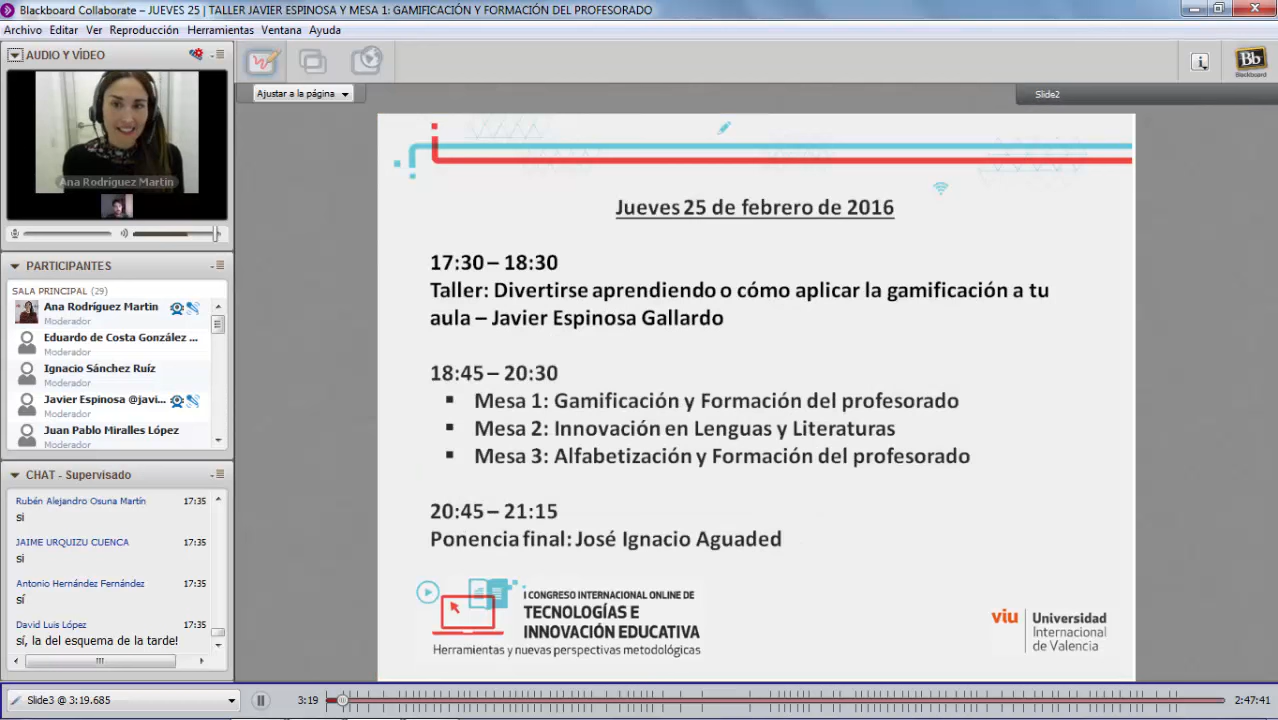 Blackboard Collaborate – JUEVES 25 | TALLER JAVIER ESPINOSA Y MESA 1: GAMIFICACIÓN Y FORMACIÓN DEL PROFESORADO
Archivo Editar Ver Reproducción Herramientas Ventana Ayuda
AUDIO Y VÌDEO
Ana Rodríguez Martín
PARTICIPANTES
SALA PRINCIPAL (29)
Ana Rodríguez Martin
Moderador
Eduardo de Costa González ...
Moderador
Ignacio Sánchez Ruíz
Moderador
Javier Espinosa @javi...
Moderador
Juan Pablo Miralles López
Moderador
CHAT - Supervisado
Rubén Alejandro Osuna Martín 17:35
si
JAIME URQUIZU CUENCA 17:35
si
Antonio Hernández Fernández 17:35
sí
David Luis López 17:35
sí, la del esquema de la tarde!
Slide3 @ 3:19.685
3:19
2:47:41
Ajustar a la página
Slide2
Bb
Blackboard
Jueves 25 de febrero de 2016
17:30 – 18:30
Taller: Divertirse aprendiendo o cómo aplicar la gamificación a tu
aula – Javier Espinosa Gallardo
18:45 – 20:30
▪ Mesa 1: Gamificación y Formación del profesorado
▪ Mesa 2: Innovación en Lenguas y Literaturas
▪ Mesa 3: Alfabetización y Formación del profesorado
20:45 – 21:15
Ponencia final: José Ignacio Aguaded
I CONGRESO INTERNACIONAL ONLINE DE
TECNOLOGÍAS E
INNOVACIÓN EDUCATIVA
Herramientas y nuevas perspectivas metodológicas
viu Universidad
Internacional
de Valencia